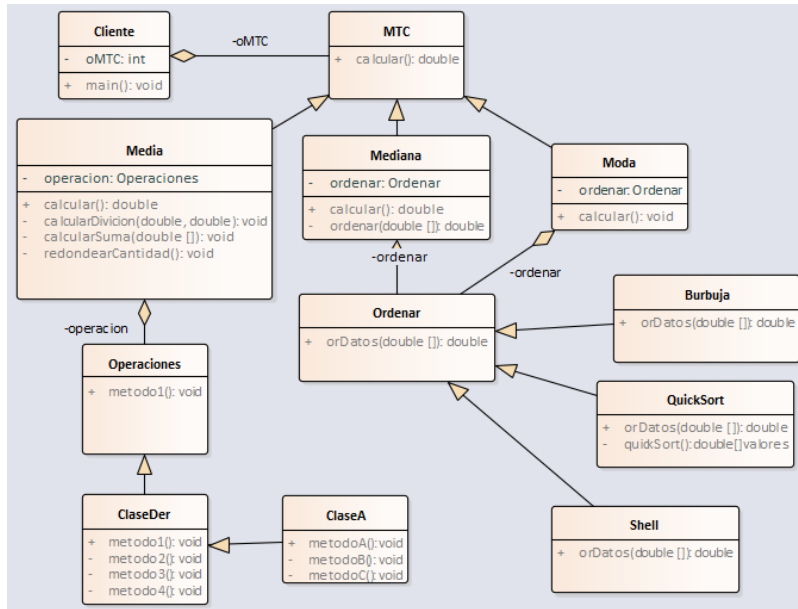 Cliente
- oMTC: int
+ main(): void
-oMTC
MTC
+ calcular(): double
Media
- operacion: Operaciones
+ calcular(): double
- calcularDivicion(double, double): void
- calcularSuma(double []): void
- redondearCantidad(): void
Mediana
- ordenar: Ordenar
+ calcular(): double
- ordenar(double []): double
Moda
- ordenar: Ordenar
+ calcular(): void
-ordenar
-ordenar
-operacion
Ordenar
+ orDatos(double []): double
Burbuja
+ orDatos(double []): double
Operaciones
+ metodo1(): void
QuickSort
+ orDatos(double []): double
- quikSort():double[]valores
ClaseDer
+ metodo1(): void
- metodo2(): void
- metodo3(): void
- metodo4(): void
ClaseA
+ metodoA():void
- metodoB(): void
- metodoC(): void
Shell
+ orDatos(double []): double